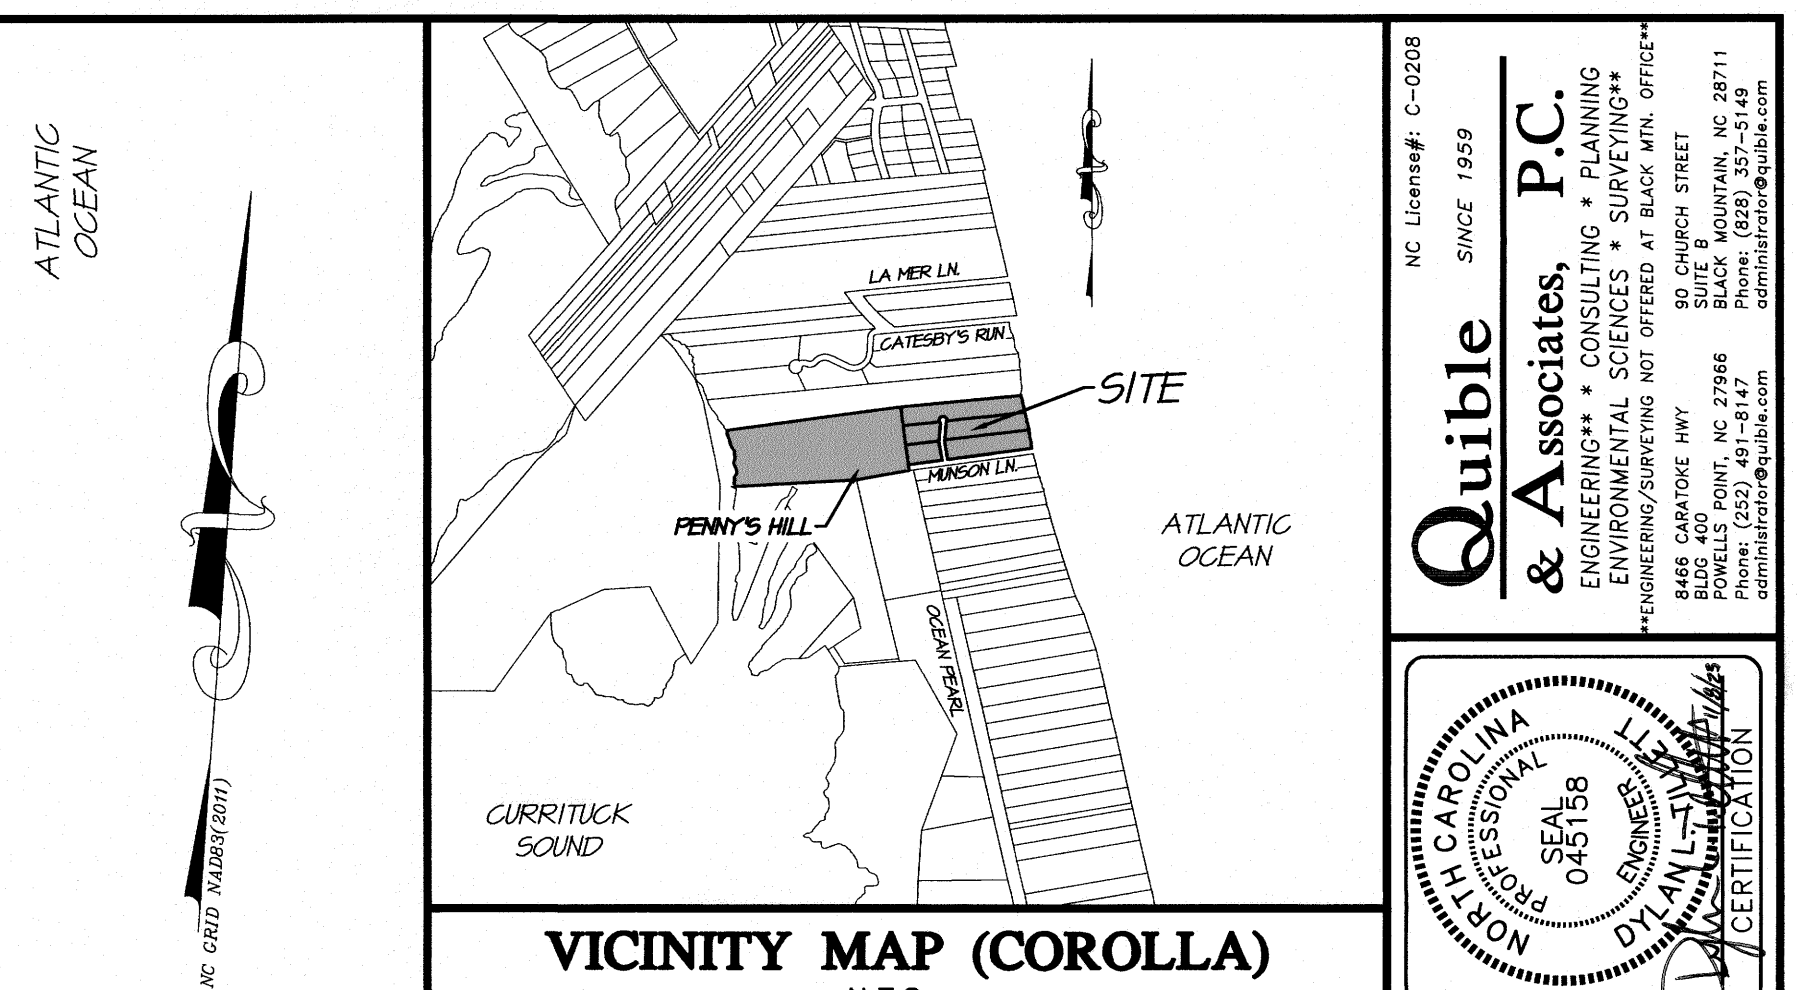 ATLANTIC
OCEAN
NC GRID NAD83(2011)
LA MER LN.
CATESBY'S RUN
SITE
MUNSON LN.
PENNY'S HILL
ATLANTIC
OCEAN
OCEAN PEARL
CURRITUCK
SOUND
VICINITY MAP (COROLLA)
NC License#: C-0208
SINCE 1959
Quible
& Associates, P.C.
ENGINEERING** * CONSULTING * PLANNING
ENVIRONMENTAL SCIENCES * SURVEYING**
**ENGINEERING/SURVEYING NOT OFFERED AT BLACK MTN. OFFICE**
8466 CARATOKE HWY
BLDG 400
POWELLS POINT, NC 27966
Phone: (252) 491-8147
administrator@quible.com
90 CHURCH STREET
SUITE B
BLACK MOUNTAIN, NC 28711
Phone: (828) 357-5149
administrator@quible.com
NORTH CAROLINA
PROFESSIONAL
SEAL
045158
ENGINEER
DYLAN L. TILLETT
11/8/23
CERTIFICATION